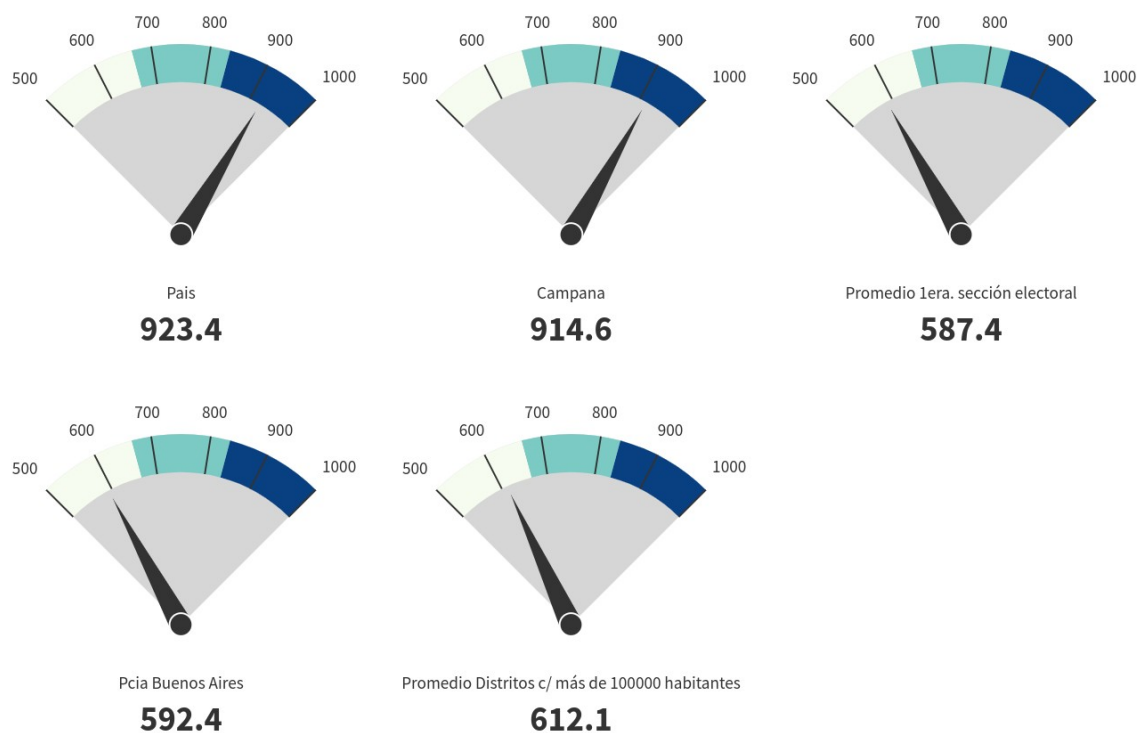 500 600 700 800 900 1000
Pais
923.4
500 600 700 800 900 1000
Campana
914.6
500 600 700 800 900 1000
Promedio 1era. sección electoral
587.4
500 600 700 800 900 1000
Pcia Buenos Aires
592.4
500 600 700 800 900 1000
Promedio Distritos c/ más de 100000 habitantes
612.1